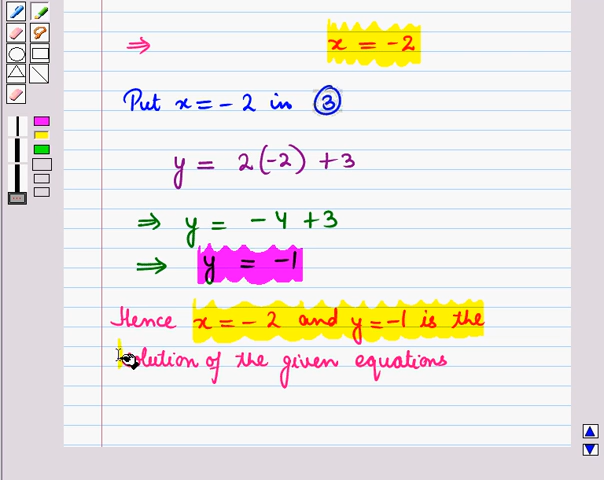 ⇒ x = -2
Put x = -2 in ③
y = 2(-2) + 3
⇒ y = -4 + 3
⇒ y = -1
Hence x = -2 and y = -1 is the
solution of the given equations